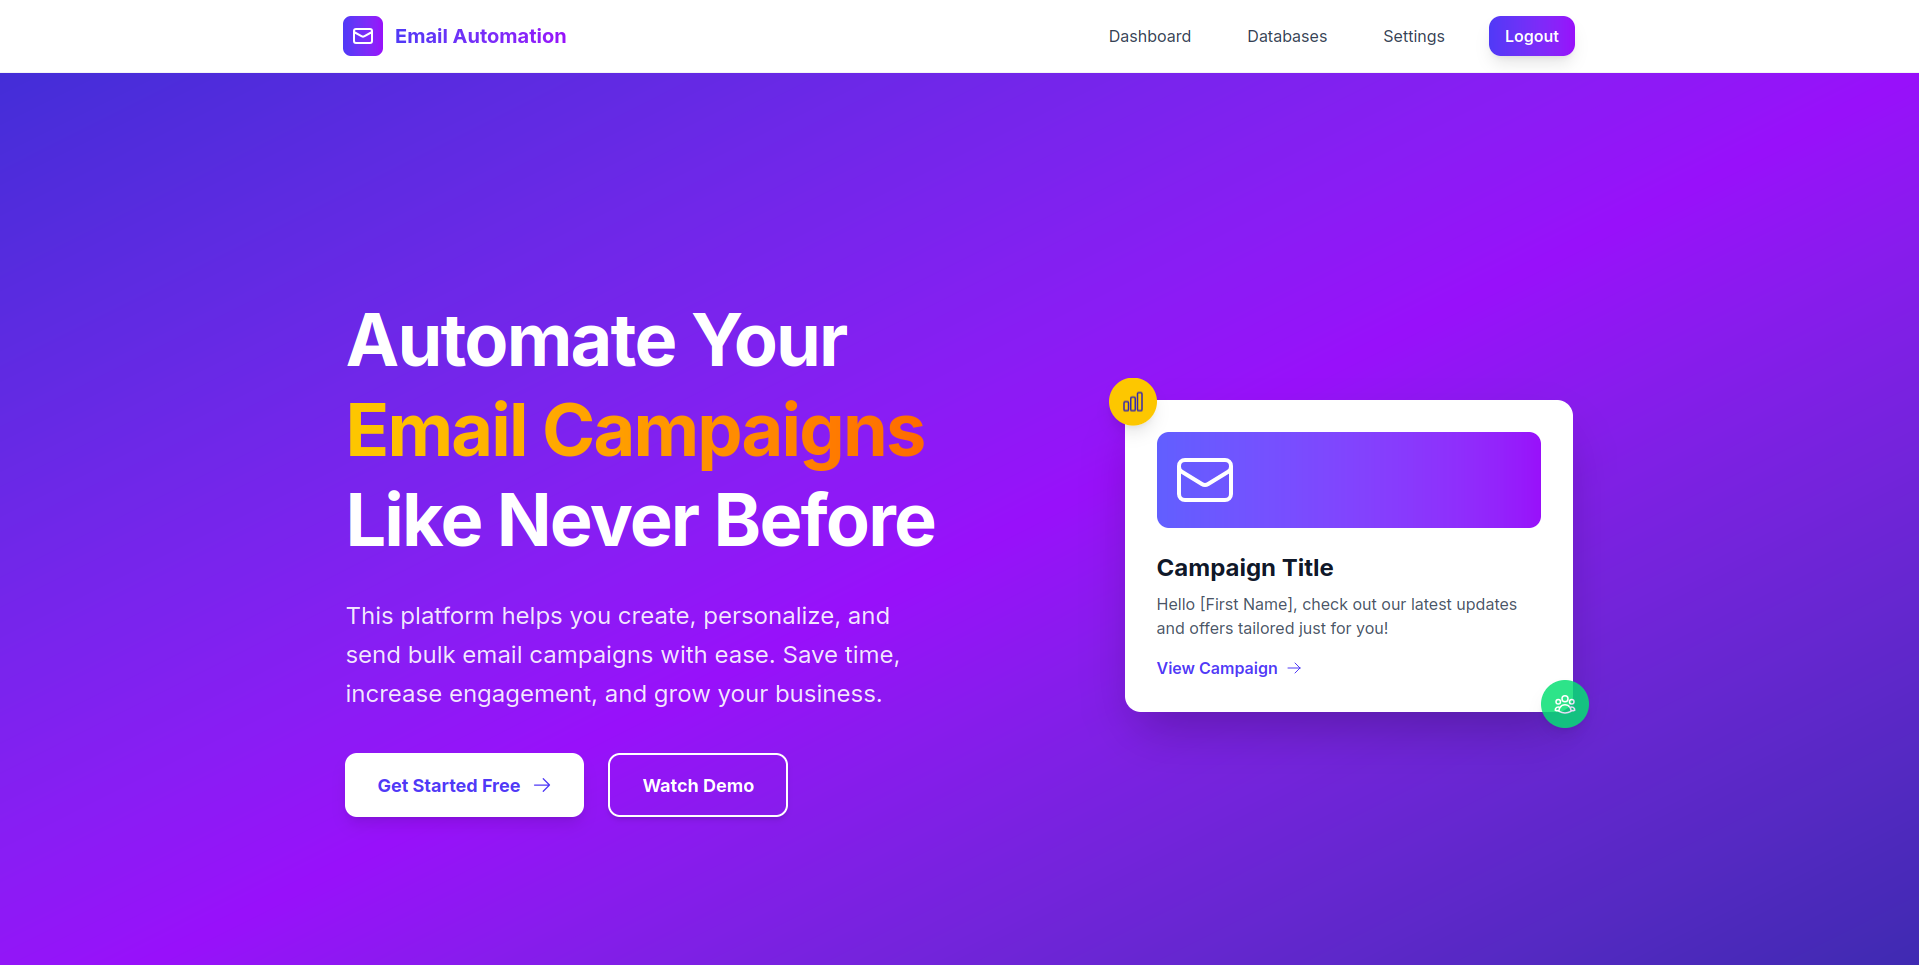 Email Automation
Dashboard
Databases
Settings
Logout
Automate Your
Email Campaigns
Like Never Before
This platform helps you create, personalize, and
send bulk email campaigns with ease. Save time,
increase engagement, and grow your business.
Get Started Free
Watch Demo
Campaign Title
Hello [First Name], check out our latest updates
and offers tailored just for you!
View Campaign